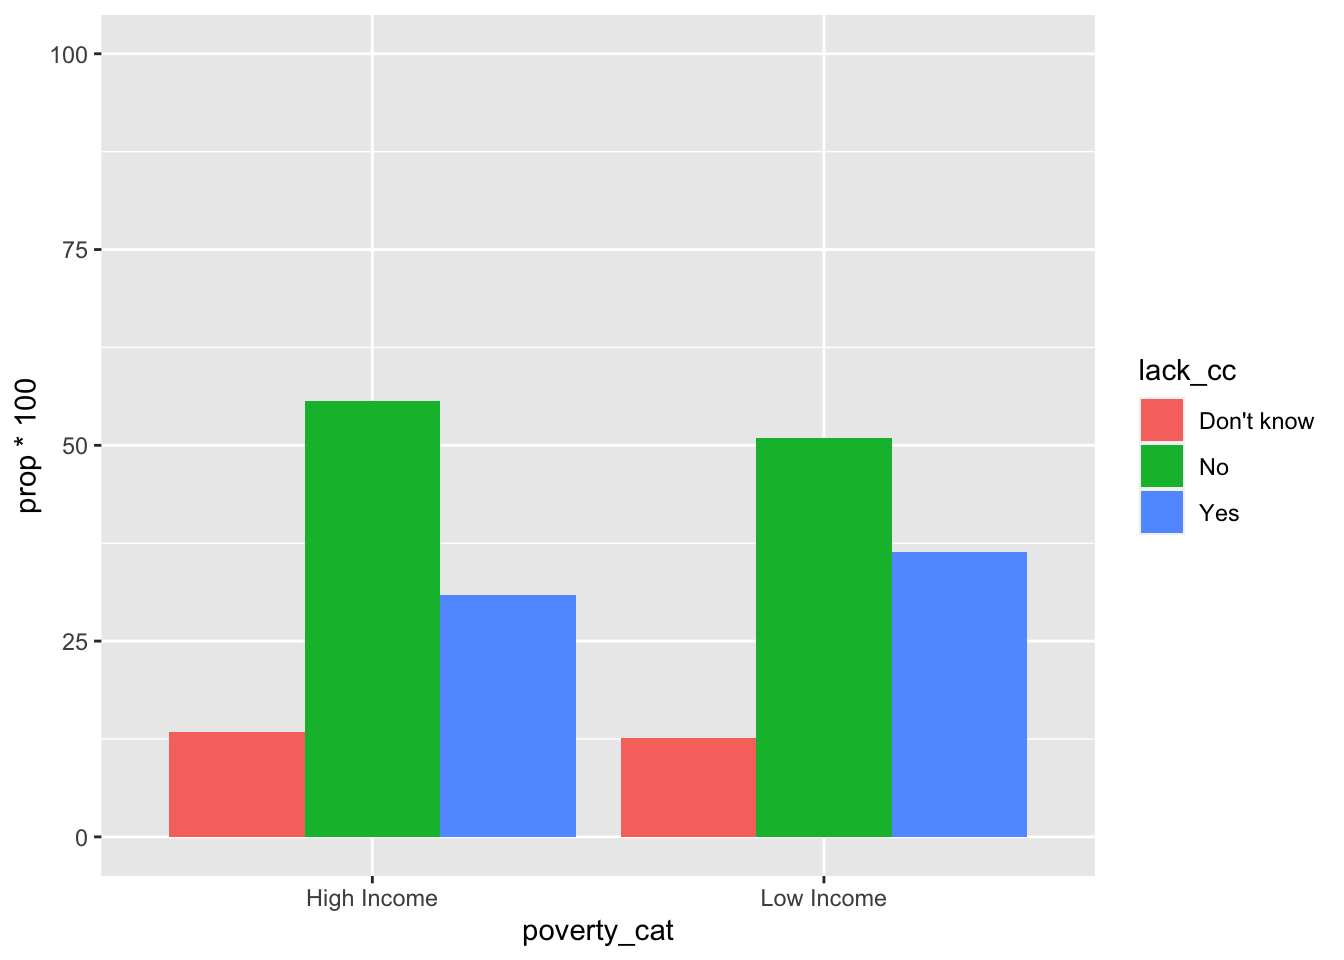 100
75
50
25
0
prop * 100
High Income
Low Income
poverty_cat
lack_cc
Don't know
No
Yes